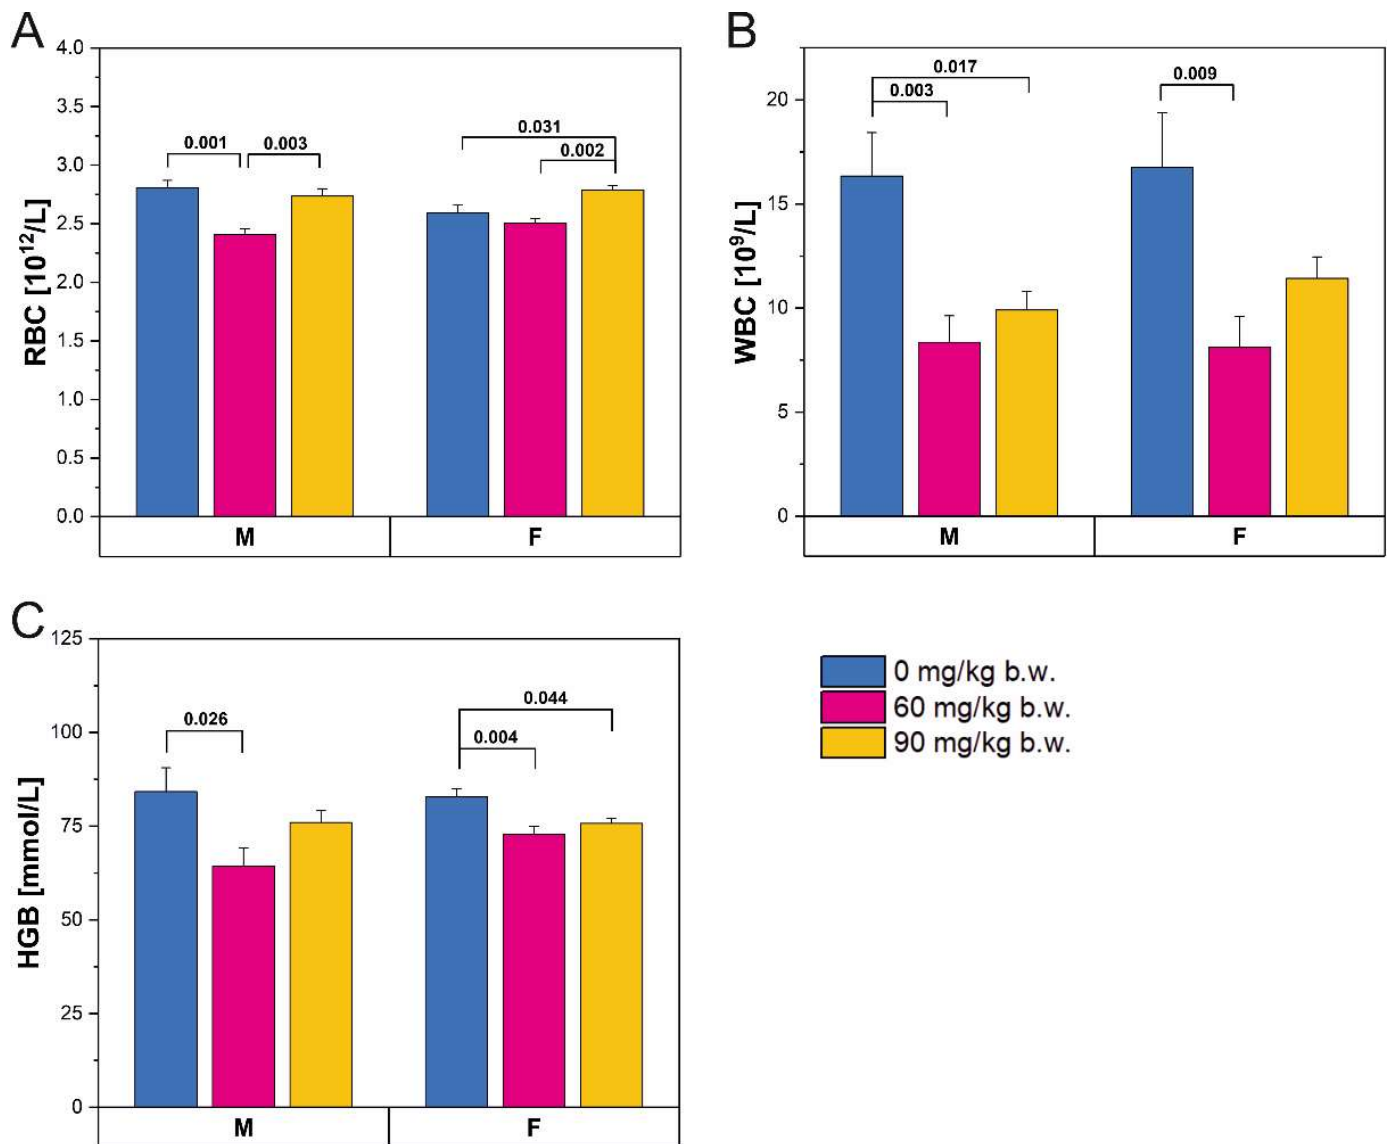 A
4.0
3.5
3.0
2.5
2.0
1.5
1.0
0.5
0.0
RBC [10¹²/L]
0.001
0.003
0.031
0.002
M
F
B
20
15
10
5
0
WBC [10⁹/L]
0.017
0.003
0.009
M
F
C
125
100
75
50
25
0
HGB [mmol/L]
0.026
0.044
0.004
M
F
0 mg/kg b.w.
60 mg/kg b.w.
90 mg/kg b.w.